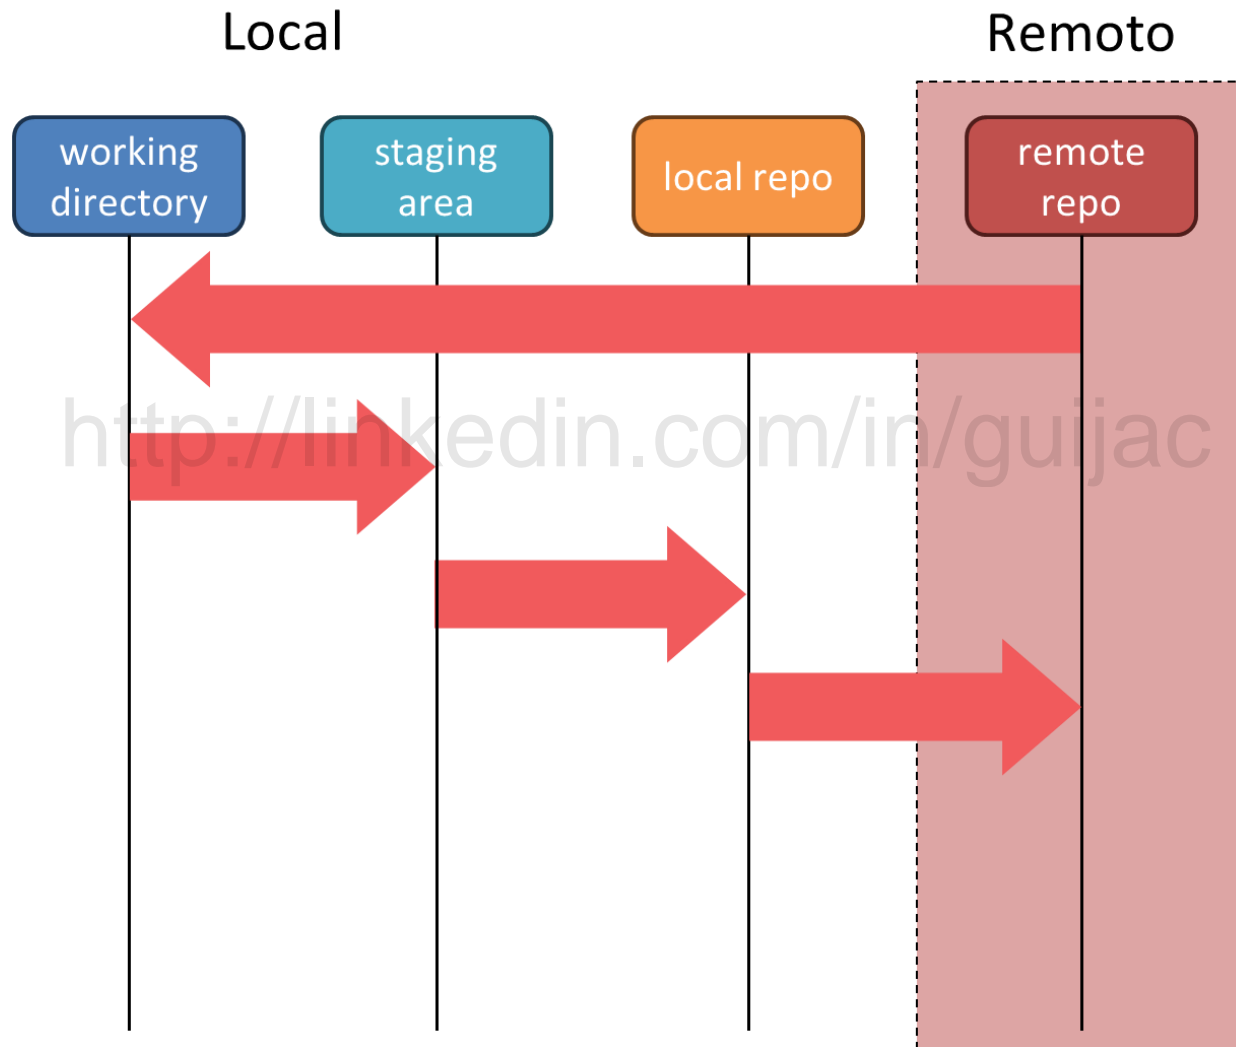 Local
Remoto
working
directory
staging
area
local repo
remote
repo
http://linkedin.com/in/guijac